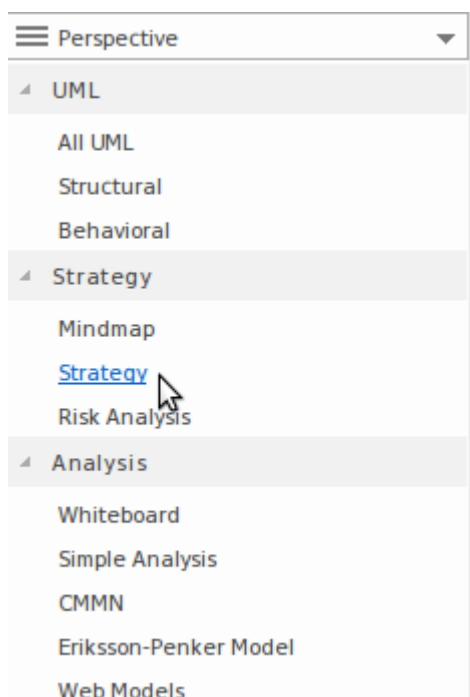 Perspective
UML
All UML
Structural
Behavioral
Strategy
Mindmap
Strategy
Risk Analysis
Analysis
Whiteboard
Simple Analysis
CMMN
Eriksson-Penker Model
Web Models